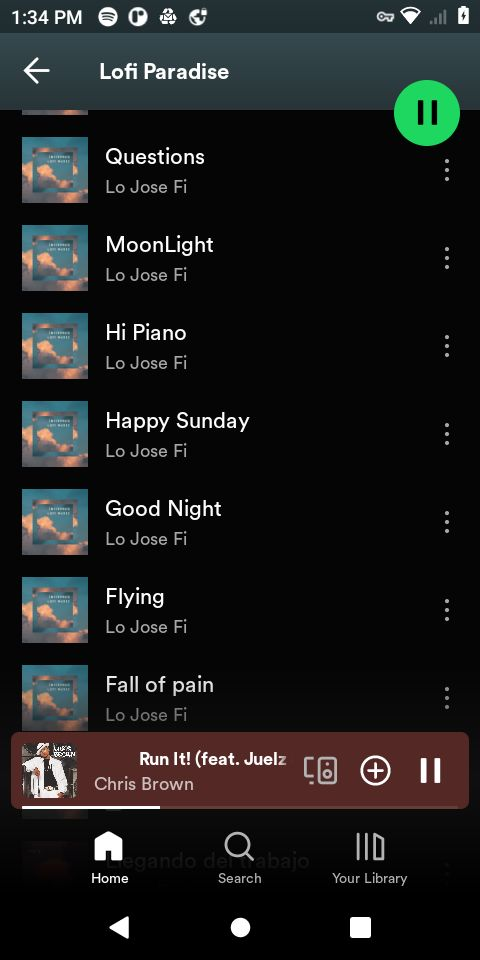 1:34 PM
Lofi Paradise
Questions
Lo Jose Fi
MoonLight
Lo Jose Fi
Hi Piano
Lo Jose Fi
Happy Sunday
Lo Jose Fi
Good Night
Lo Jose Fi
Flying
Lo Jose Fi
Fall of pain
Lo Jose Fi
Run It! (feat. Juelz
Chris Brown
Llegando del trabajo
Home
Search
Your Library